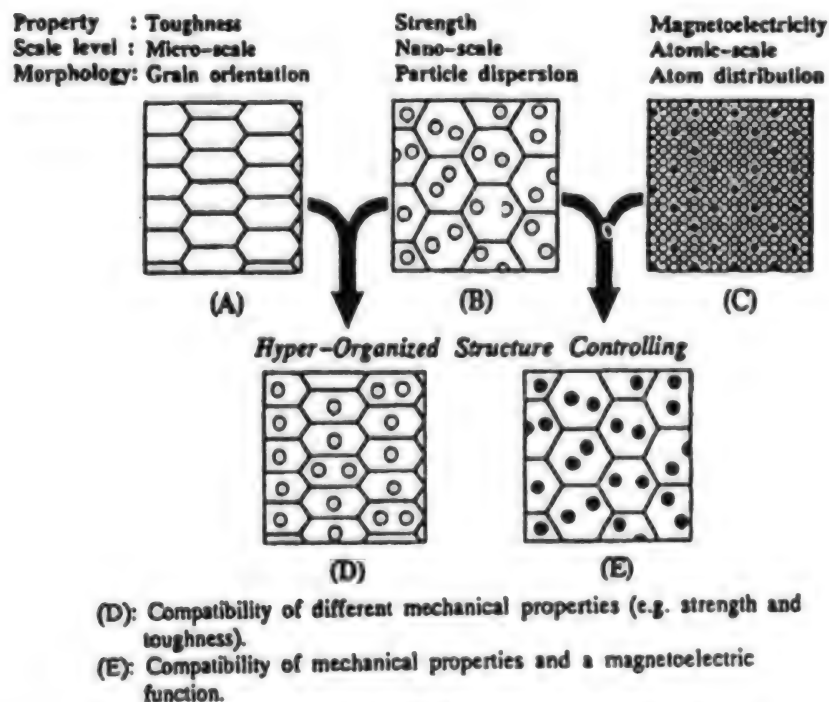 Property : Toughness Strength Magnetoelectricity
Scale level : Micro-scale Nano-scale Atomic-scale
Morphology: Grain orientation Particle dispersion Atom distribution
(A) (B) (C)
Hyper-Organized Structure Controlling
(D) (E)
(D): Compatibility of different mechanical properties (e.g. strength and
toughness).
(E): Compatibility of mechanical properties and a magnetoelectric
function.